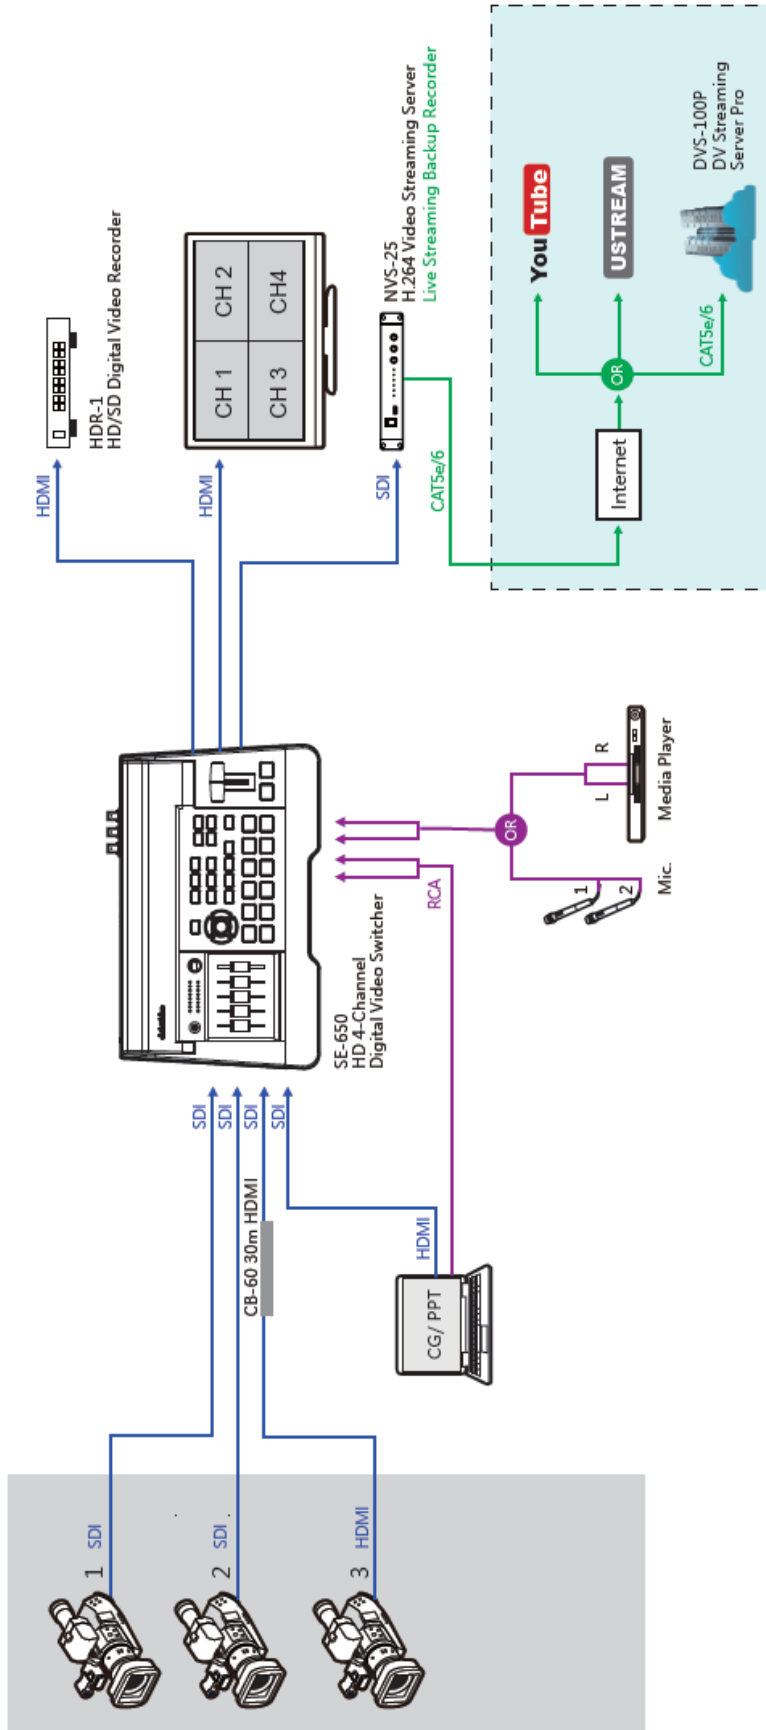 1
SDI
2
SDI
3
HDMI
CB-60 30m HDMI
CG/ PPT
HDMI
SDI
SDI
SDI
SDI
datavideo
SE-650
HD 4-Channel
Digital Video Switcher
RCA
OR
1
2
Mic.
L
R
Media Player
HDMI
HDR-1
HD/SD Digital Video Recorder
HDMI
CH 1
CH 2
CH 3
CH4
SDI
NVS-25
H.264 Video Streaming Server
Live Streaming Backup Recorder
CAT5e/6
Internet
OR
You Tube
USTREAM
CAT5e/6
DVS-100P
DV Streaming
Server Pro